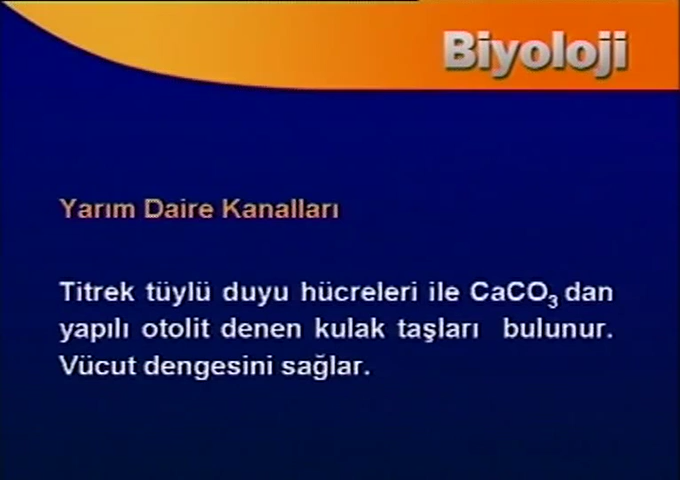 Biyoloji
Yarım Daire Kanalları
Titrek tüylü duyu hücreleri ile CaCO₃ dan
yapılı otolit denen kulak taşları bulunur.
Vücut dengesini sağlar.